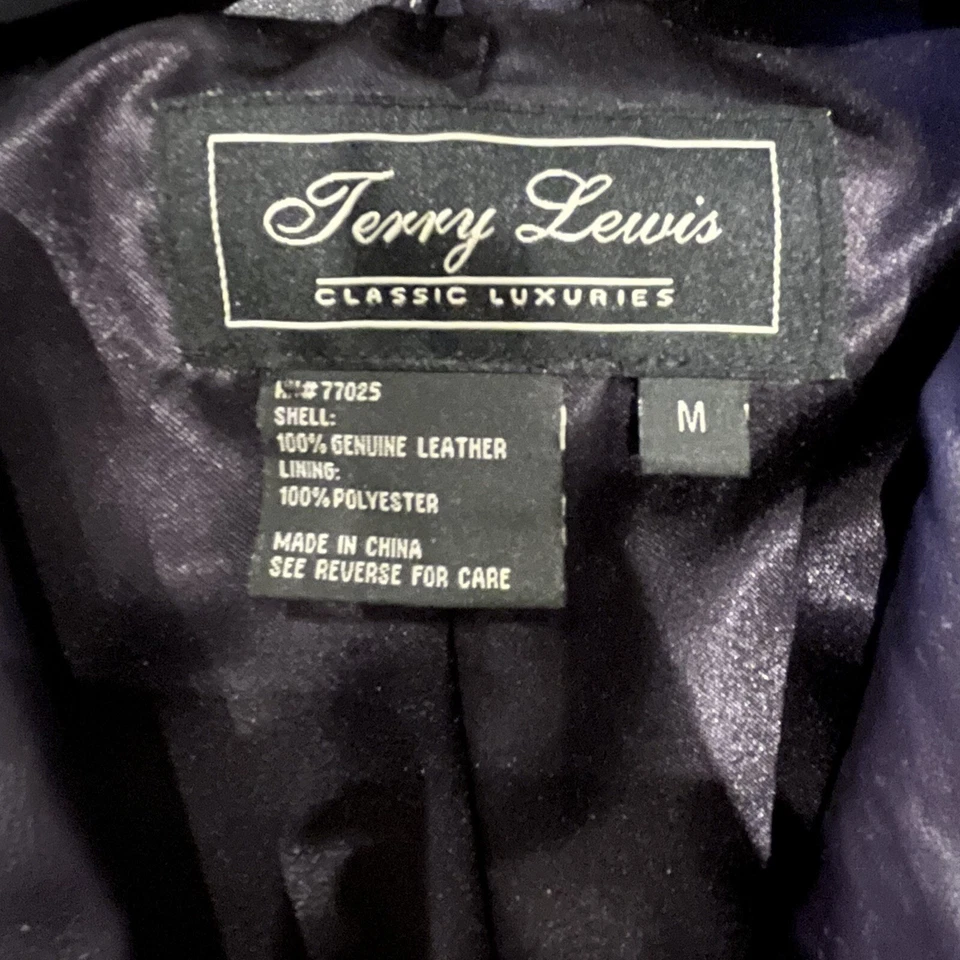 Terry Lewis
CLASSIC LUXURIES
M
RN#77025
SHELL:
100% GENUINE LEATHER
LINING:
100% POLYESTER
MADE IN CHINA
SEE REVERSE FOR CARE